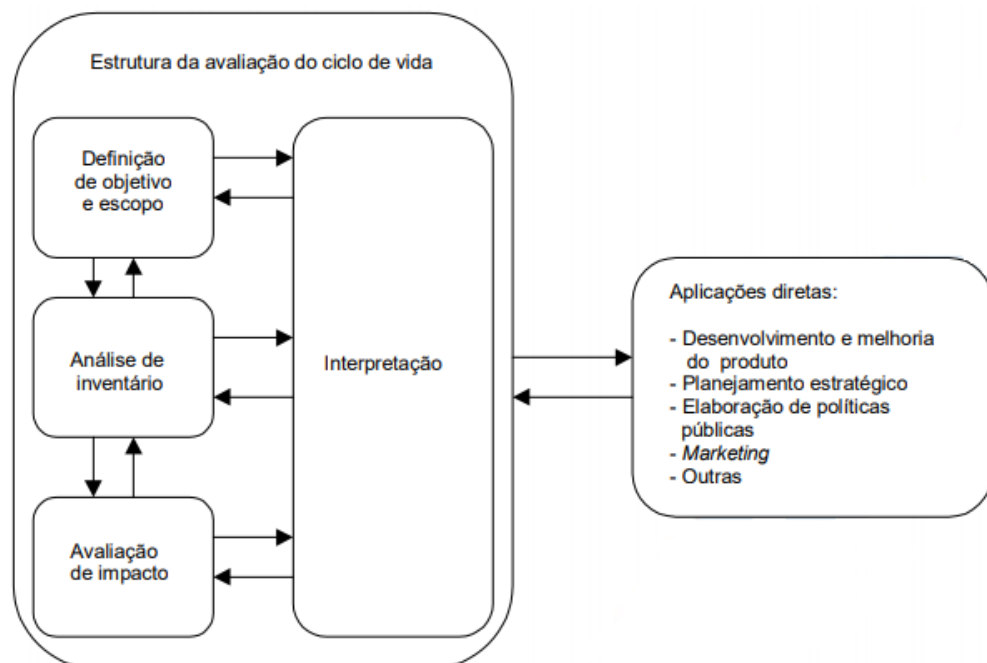 Estrutura da avaliação do ciclo de vida
Definição
de objetivo
e escopo
Análise de
inventário
Avaliação
de impacto
Interpretação
Aplicações diretas:
- Desenvolvimento e melhoria
do produto
- Planejamento estratégico
- Elaboração de políticas
públicas
- Marketing
- Outras